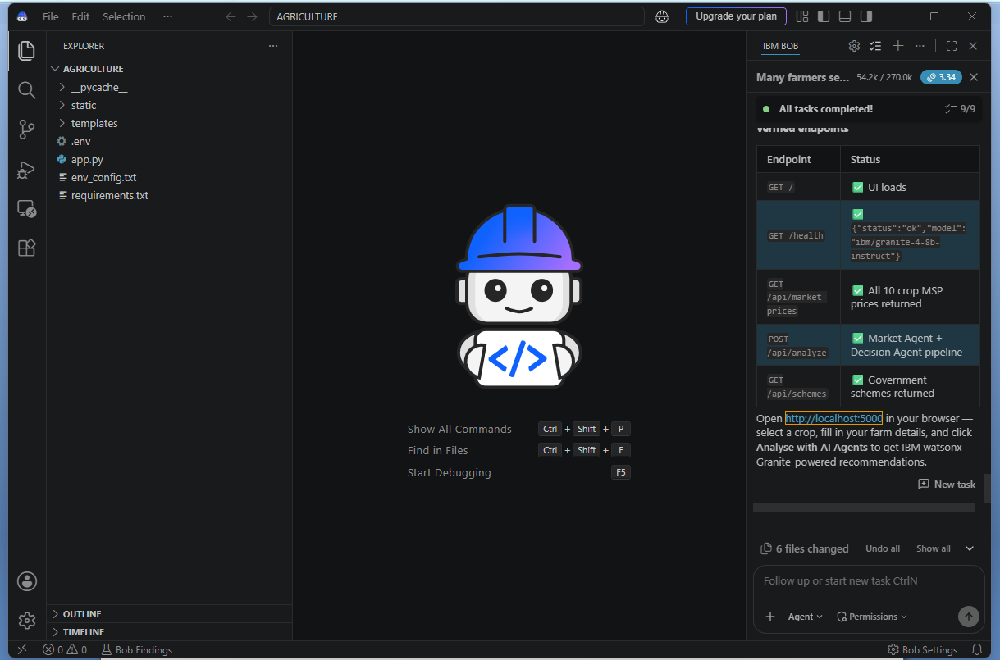 File Edit Selection ··· AGRICULTURE Upgrade your plan
EXPLORER ···
AGRICULTURE
__pycache__
static
templates
.env
app.py
env_config.txt
requirements.txt
OUTLINE
TIMELINE
</>
Show All Commands Ctrl + Shift + P
Find in Files Ctrl + Shift + F
Start Debugging F5
IBM BOB ···
Many farmers se... 54.2k / 270.0k 3.34
All tasks completed! 9/9
Verified endpoints
Endpoint Status
GET / ✅ UI loads
GET /health ✅
{"status":"ok","model":
"ibm/granite-4-8b-
instruct"}
GET
/api/market-
prices
✅ All 10 crop MSP
prices returned
POST
/api/analyze
✅ Market Agent +
Decision Agent pipeline
GET
/api/schemes
✅ Government
schemes returned
Open http://localhost:5000 in your browser —
select a crop, fill in your farm details, and click
Analyse with AI Agents to get IBM watsonx
Granite-powered recommendations.
New task
6 files changed Undo all Show all
Follow up or start new task CtrlN
Agent Permissions
0 0 Bob Findings Bob Settings